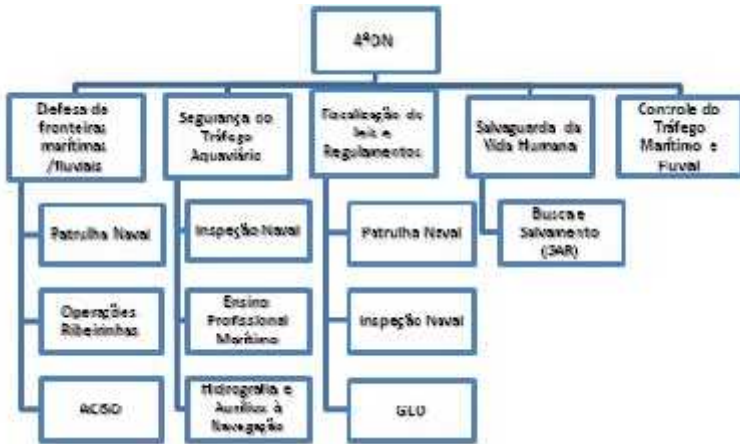 4ºDN
Defesa de
fronteiras
marítimas
/fluviais
Segurança do
Tráfego
Aquaviário
Fiscalização de
leis e
Regulamentos
Salvaguarda da
Vida Humana
Controle do
Tráfego
Marítimo e
Fluvial
Patrulha Naval
Inspeção Naval
Patrulha Naval
Busca e
Salvamento
(SAR)
Operações
Ribeirinhas
Ensino
Profissional
Marítimo
Inspeção Naval
Hidrografia e
Auxílios à
Navegação
GLO